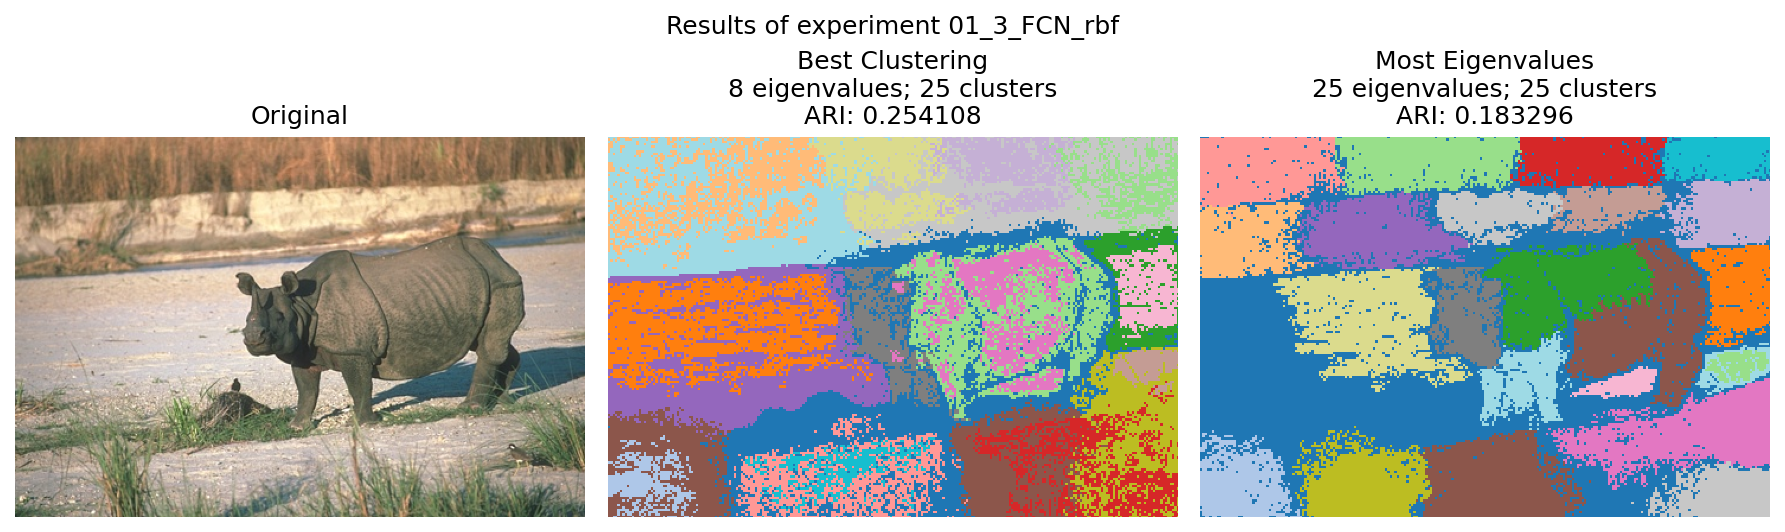 Results of experiment 01_3_FCN_rbf
Original
Best Clustering
8 eigenvalues; 25 clusters
ARI: 0.254108
Most Eigenvalues
25 eigenvalues; 25 clusters
ARI: 0.183296